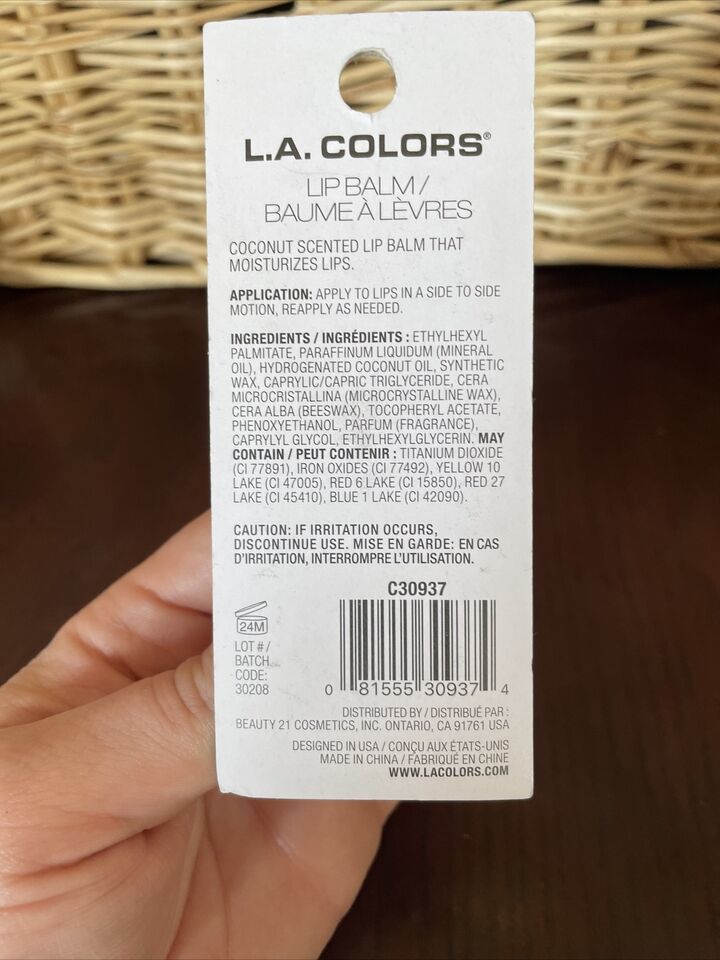 L.A. COLORS®
LIP BALM /
BAUME À LÈVRES
COCONUT SCENTED LIP BALM THAT
MOISTURIZES LIPS.
APPLICATION: APPLY TO LIPS IN A SIDE TO SIDE
MOTION, REAPPLY AS NEEDED.
INGREDIENTS / INGRÉDIENTS : ETHYLHEXYL
PALMITATE, PARAFFINUM LIQUIDUM (MINERAL
OIL), HYDROGENATED COCONUT OIL, SYNTHETIC
WAX, CAPRYLIC/CAPRIC TRIGLYCERIDE, CERA
MICROCRISTALLINA (MICROCRYSTALLINE WAX),
CERA ALBA (BEESWAX), TOCOPHERYL ACETATE,
PHENOXYETHANOL, PARFUM (FRAGRANCE),
CAPRYLYL GLYCOL, ETHYLHEXYLGLYCERIN. MAY
CONTAIN / PEUT CONTENIR : TITANIUM DIOXIDE
(CI 77891), IRON OXIDES (CI 77492), YELLOW 10
LAKE (CI 47005), RED 6 LAKE (CI 15850), RED 27
LAKE (CI 45410), BLUE 1 LAKE (CI 42090).
CAUTION: IF IRRITATION OCCURS,
DISCONTINUE USE. MISE EN GARDE: EN CAS
D'IRRITATION, INTERROMPRE L'UTILISATION.
C30937
24M
LOT # /
BATCH
CODE:
30208
0 81555 30937 4
DISTRIBUTED BY / DISTRIBUÉ PAR :
BEAUTY 21 COSMETICS, INC. ONTARIO, CA 91761 USA
DESIGNED IN USA / CONÇU AUX ÉTATS-UNIS
MADE IN CHINA / FABRIQUÉ EN CHINE
WWW.LACOLORS.COM